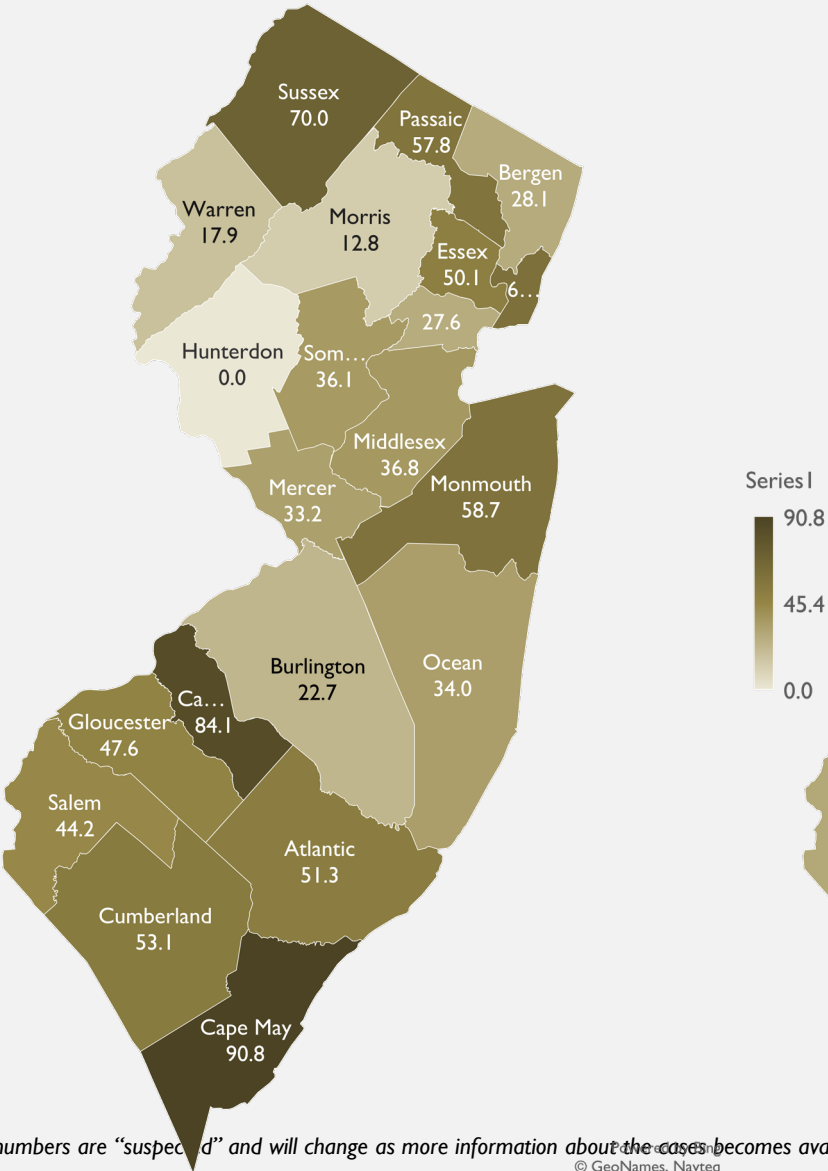 Sussex
70.0
Passaic
57.8
Bergen
28.1
Warren
17.9
Morris
12.8
Essex
50.1
6…
27.6
Hunterdon
0.0
Som…
36.1
Middlesex
36.8
Mercer
33.2
Monmouth
58.7
Series1
90.8
45.4
0.0
Burlington
22.7
Ocean
34.0
Ca…
84.1
Gloucester
47.6
Salem
44.2
Atlantic
51.3
Cumberland
53.1
Cape May
90.8
numbers are “suspected” and will change as more information about the cases becomes ava
Powered by Bing
© GeoNames, Navteq